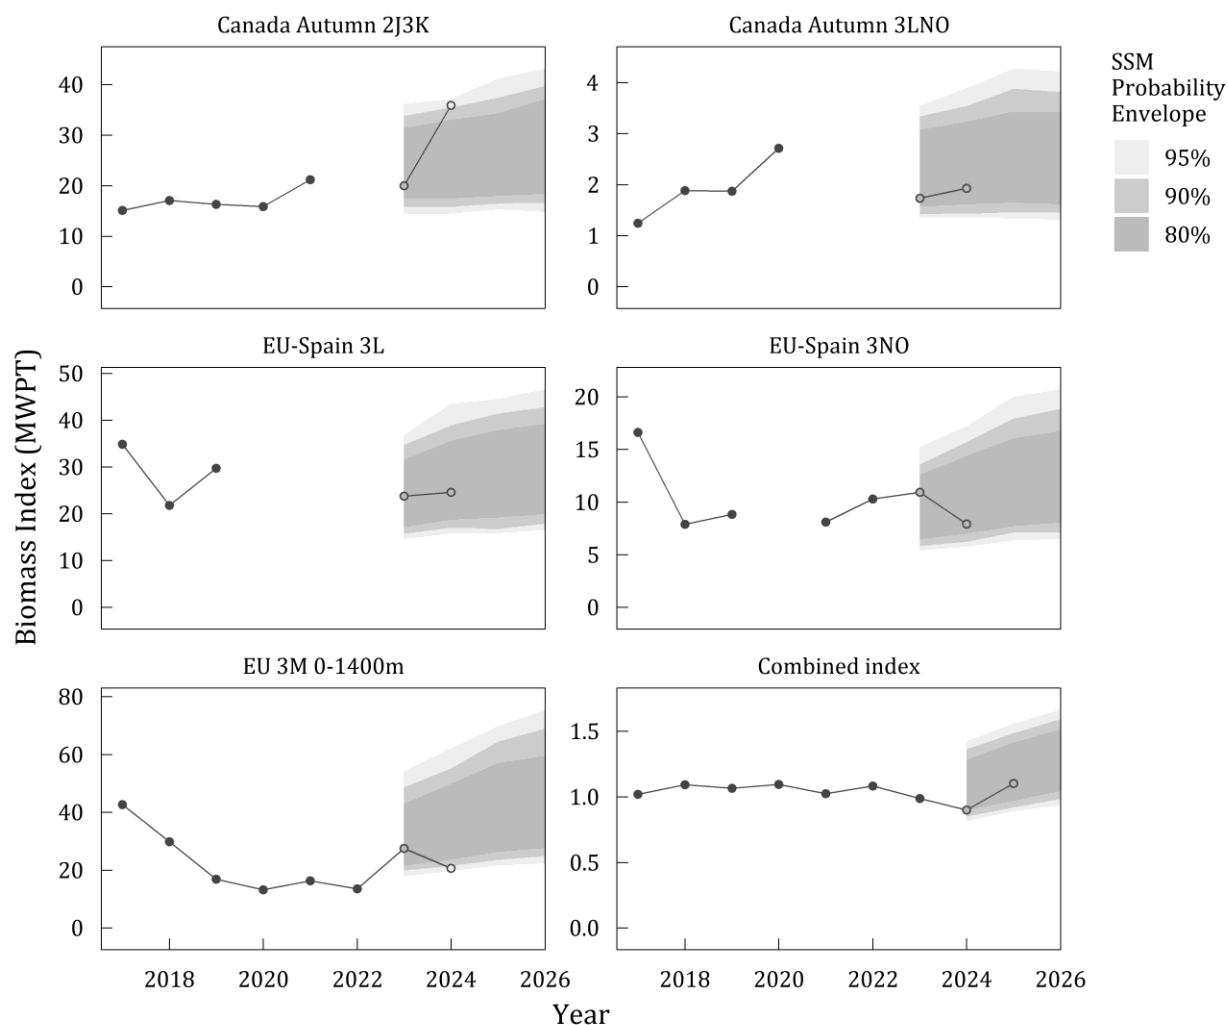 Canada Autumn 2J3K
40
30
20
10
0
Canada Autumn 3LNO
4
3
2
1
0
SSM
Probability
Envelope
95%
90%
80%
Biomass Index (MWPT)
EU-Spain 3L
50
40
30
20
10
0
EU-Spain 3NO
20
15
10
5
0
EU 3M 0-1400m
80
60
40
20
0
2018 2020 2022 2024 2026
Combined index
1.5
1.0
0.5
0.0
2018 2020 2022 2024 2026
Year